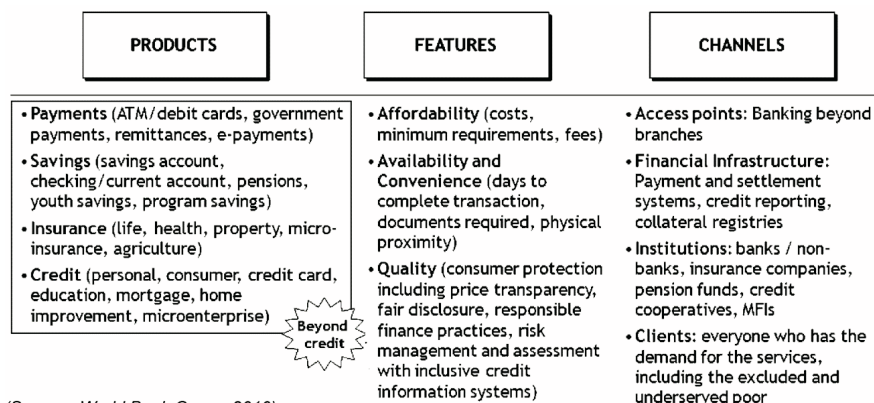 PRODUCTS
• Payments (ATM/debit cards, government
payments, remittances, e-payments)
• Savings (savings account,
checking/current account, pensions,
youth savings, program savings)
• Insurance (life, health, property, micro-
insurance, agriculture)
• Credit (personal, consumer, credit card,
education, mortgage, home
improvement, microenterprise)
Beyond
credit
FEATURES
• Affordability (costs,
minimum requirements, fees)
• Availability and
Convenience (days to
complete transaction,
documents required, physical
proximity)
• Quality (consumer protection
including price transparency,
fair disclosure, responsible
finance practices, risk
management and assessment
with inclusive credit
information systems)
CHANNELS
• Access points: Banking beyond
branches
• Financial Infrastructure:
Payment and settlement
systems, credit reporting,
collateral registries
• Institutions: banks / non-
banks, insurance companies,
pension funds, credit
cooperatives, MFIs
• Clients: everyone who has the
demand for the services,
including the excluded and
underserved poor